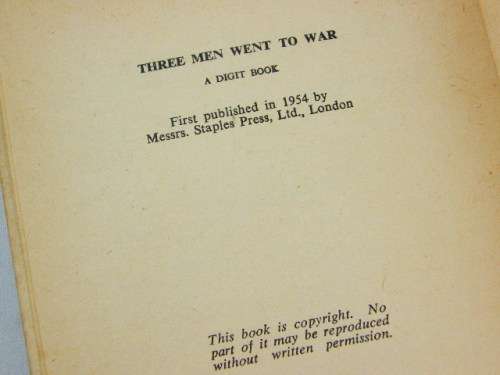 THREE MEN WENT TO WAR
A DIGIT BOOK
First published in 1954 by
Messrs. Staples Press, Ltd., London
This book is copyright. No
part of it may be reproduced
without written permission.